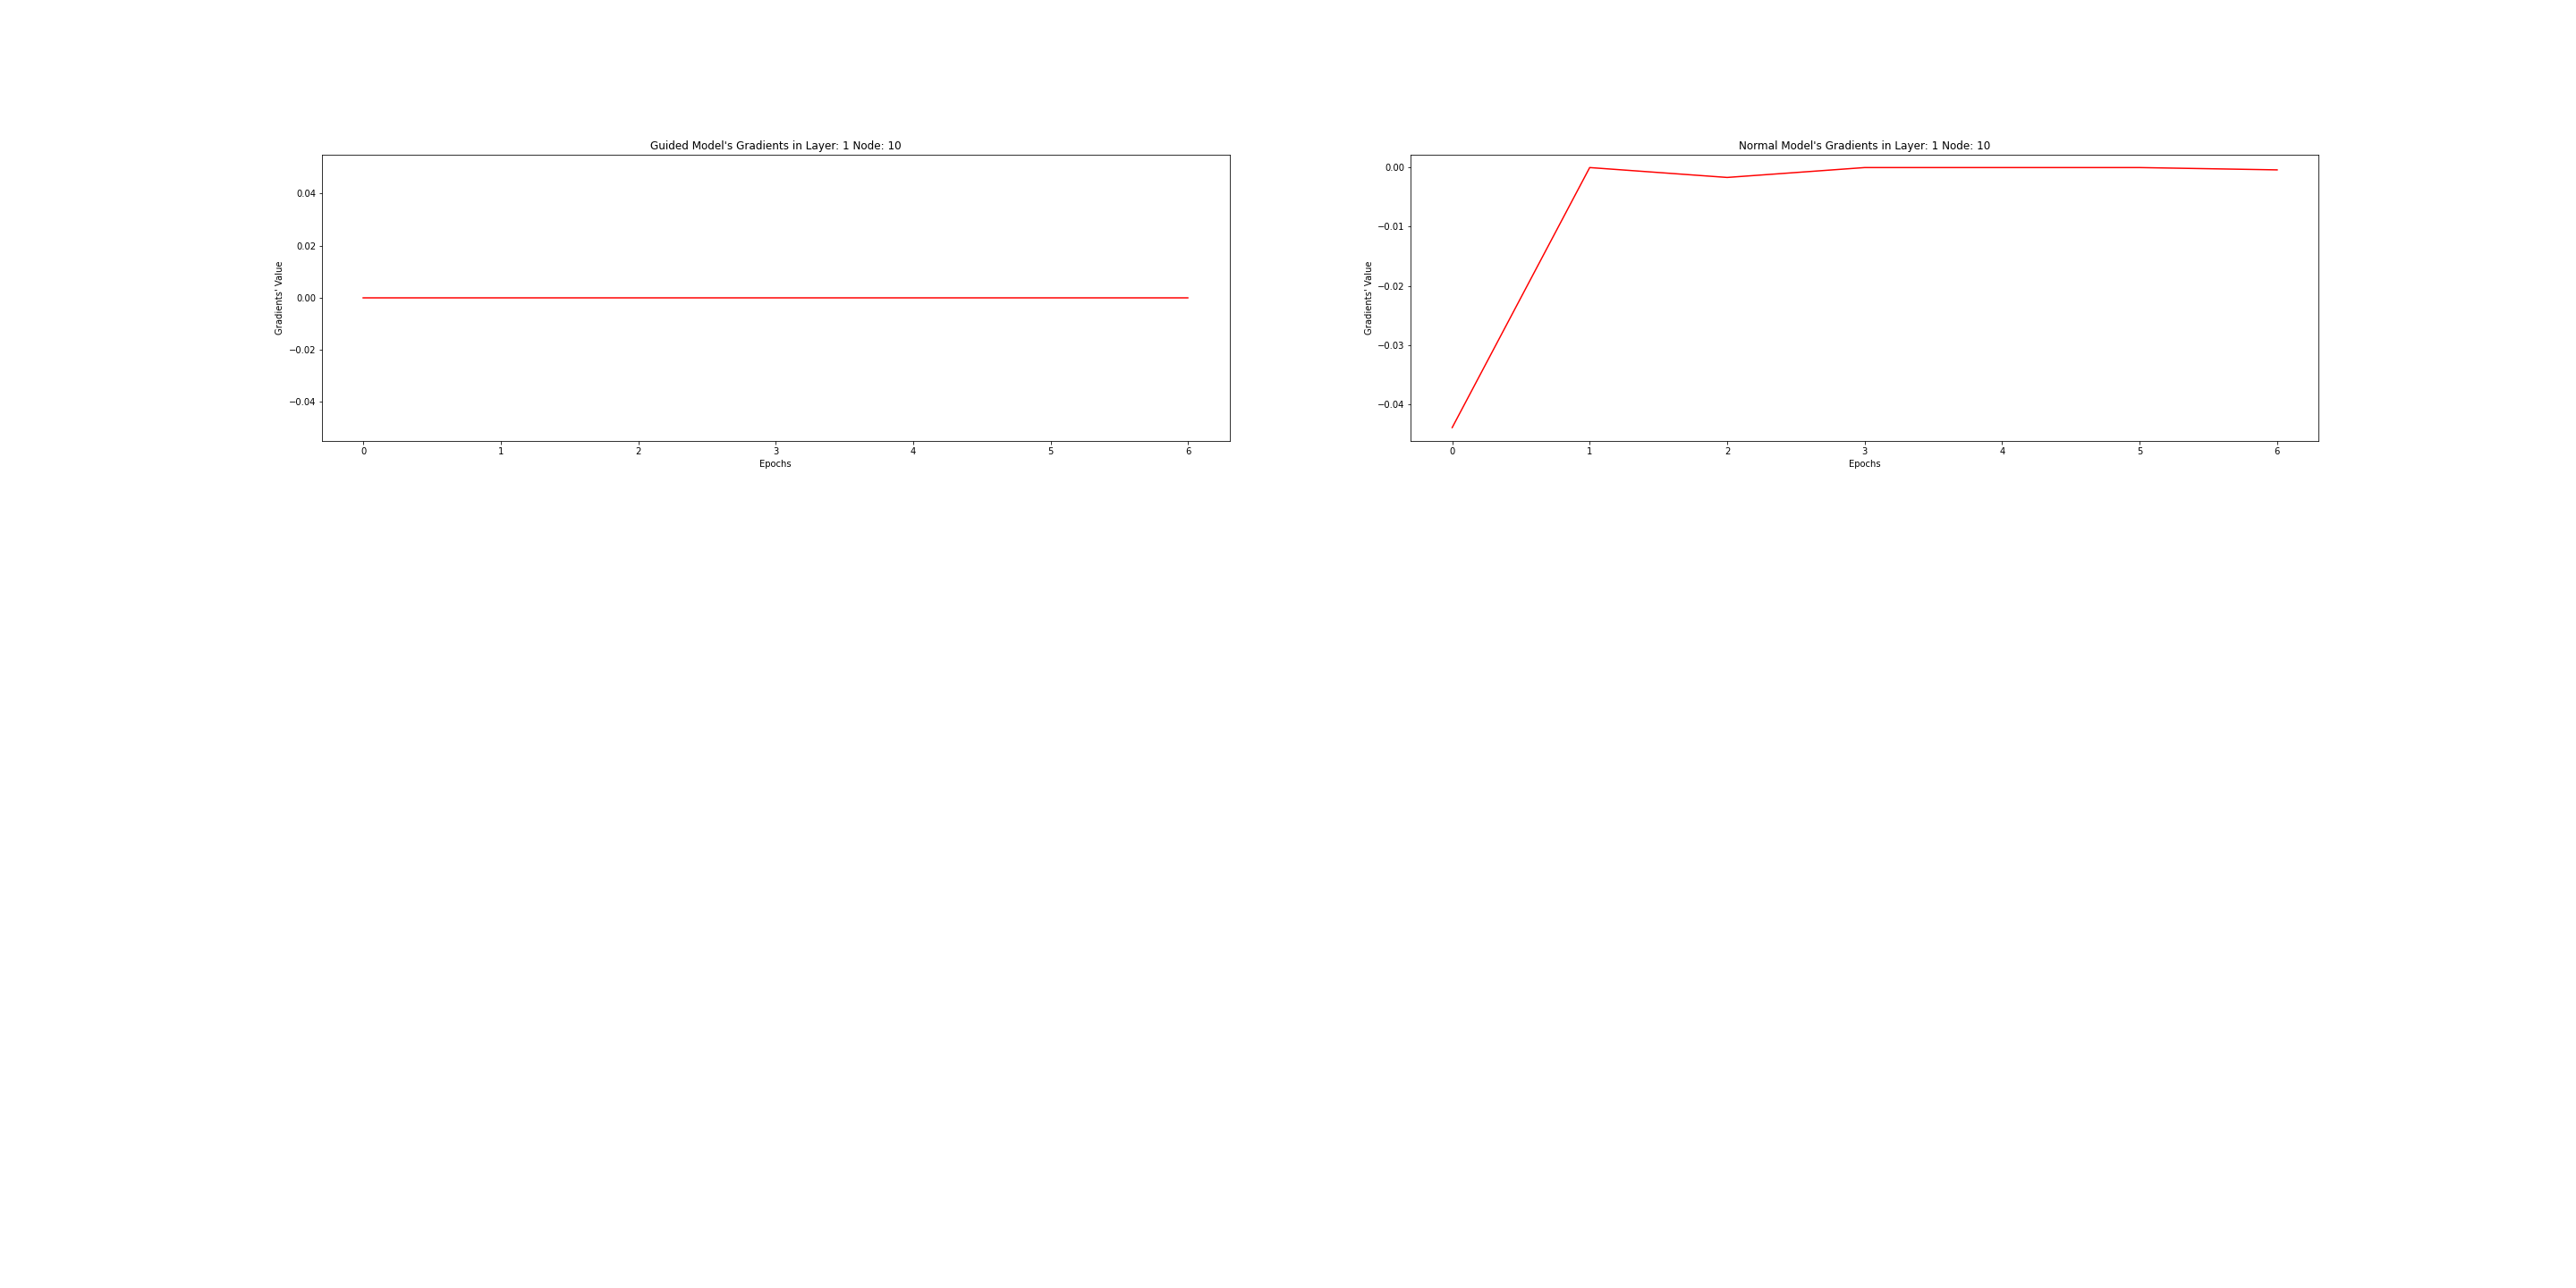 Guided Model's Gradients in Layer: 1 Node: 10
0.04
0.02
0.00
−0.02
−0.04
Gradients' Value
0 1 2 3 4 5 6
Epochs
Normal Model's Gradients in Layer: 1 Node: 10
0.00
−0.01
−0.02
−0.03
−0.04
Gradients' Value
0 1 2 3 4 5 6
Epochs